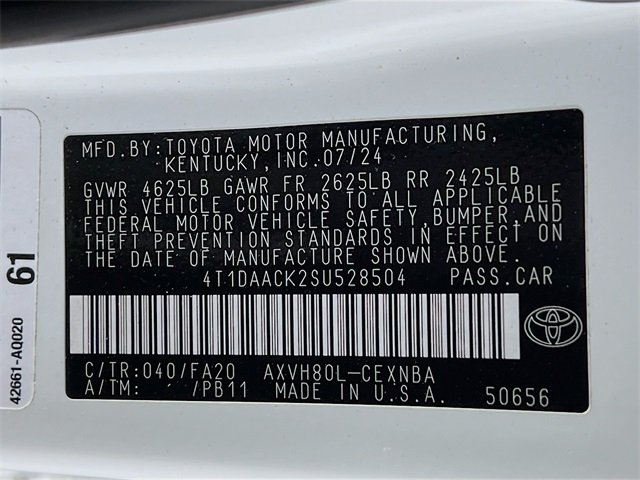 MFD.BY:TOYOTA MOTOR MANUFACTURING,
KENTUCKY, INC.07/24
GVWR 4625LB GAWR FR 2625LB RR 2425LB
THIS VEHICLE CONFORMS TO ALL APPLICABLE
FEDERAL MOTOR VEHICLE SAFETY, BUMPER,AND
THEFT PREVENTION STANDARDS IN EFFECT ON
THE DATE OF MANUFACTURE SHOWN ABOVE.
4T1DAACK2SU528504 PASS.CAR
C/TR:040/FA20 AXVH80L-CEXNBA
A/TM: /PB11 MADE IN U.S.A. 50656
42661-AQ020
61